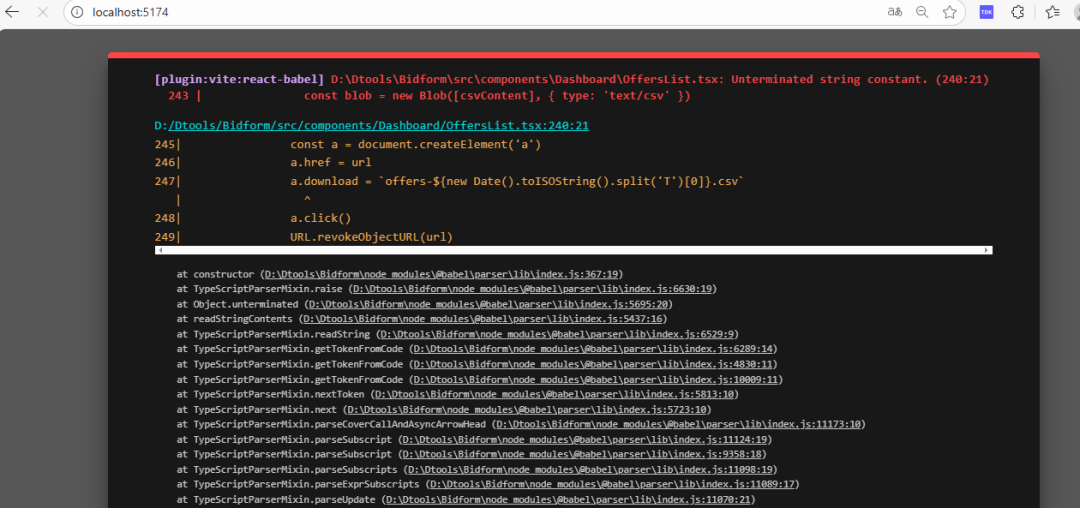 localhost:5174
aあ
TDK
[plugin:vite:react-babel] D:\Dtools\Bidform\src\components\Dashboard\OffersList.tsx: Unterminated string constant. (240:21)
243 | const blob = new Blob([csvContent], { type: 'text/csv' })
D:/Dtools/Bidform/src/components/Dashboard/OffersList.tsx:240:21
245| const a = document.createElement('a')
246| a.href = url
247| a.download = `offers-${new Date().toISOString().split('T')[0]}.csv`
| ^
248| a.click()
249| URL.revokeObjectURL(url)
at constructor (D:\Dtools\Bidform\node_modules\@babel\parser\lib\index.js:367:19)
at TypeScriptParserMixin.raise (D:\Dtools\Bidform\node_modules\@babel\parser\lib\index.js:6630:19)
at Object.unterminated (D:\Dtools\Bidform\node_modules\@babel\parser\lib\index.js:5695:20)
at readStringContents (D:\Dtools\Bidform\node_modules\@babel\parser\lib\index.js:5437:16)
at TypeScriptParserMixin.readString (D:\Dtools\Bidform\node_modules\@babel\parser\lib\index.js:6529:9)
at TypeScriptParserMixin.getTokenFromCode (D:\Dtools\Bidform\node_modules\@babel\parser\lib\index.js:6289:14)
at TypeScriptParserMixin.getTokenFromCode (D:\Dtools\Bidform\node_modules\@babel\parser\lib\index.js:4830:11)
at TypeScriptParserMixin.getTokenFromCode (D:\Dtools\Bidform\node_modules\@babel\parser\lib\index.js:10009:11)
at TypeScriptParserMixin.nextToken (D:\Dtools\Bidform\node_modules\@babel\parser\lib\index.js:5813:10)
at TypeScriptParserMixin.next (D:\Dtools\Bidform\node_modules\@babel\parser\lib\index.js:5723:10)
at TypeScriptParserMixin.parseCoverCallAndAsyncArrowHead (D:\Dtools\Bidform\node_modules\@babel\parser\lib\index.js:11173:10)
at TypeScriptParserMixin.parseSubscript (D:\Dtools\Bidform\node_modules\@babel\parser\lib\index.js:11124:19)
at TypeScriptParserMixin.parseSubscript (D:\Dtools\Bidform\node_modules\@babel\parser\lib\index.js:9358:18)
at TypeScriptParserMixin.parseSubscripts (D:\Dtools\Bidform\node_modules\@babel\parser\lib\index.js:11098:19)
at TypeScriptParserMixin.parseExprSubscripts (D:\Dtools\Bidform\node_modules\@babel\parser\lib\index.js:11089:17)
at TypeScriptParserMixin.parseUpdate (D:\Dtools\Bidform\node_modules\@babel\parser\lib\index.js:11070:21)